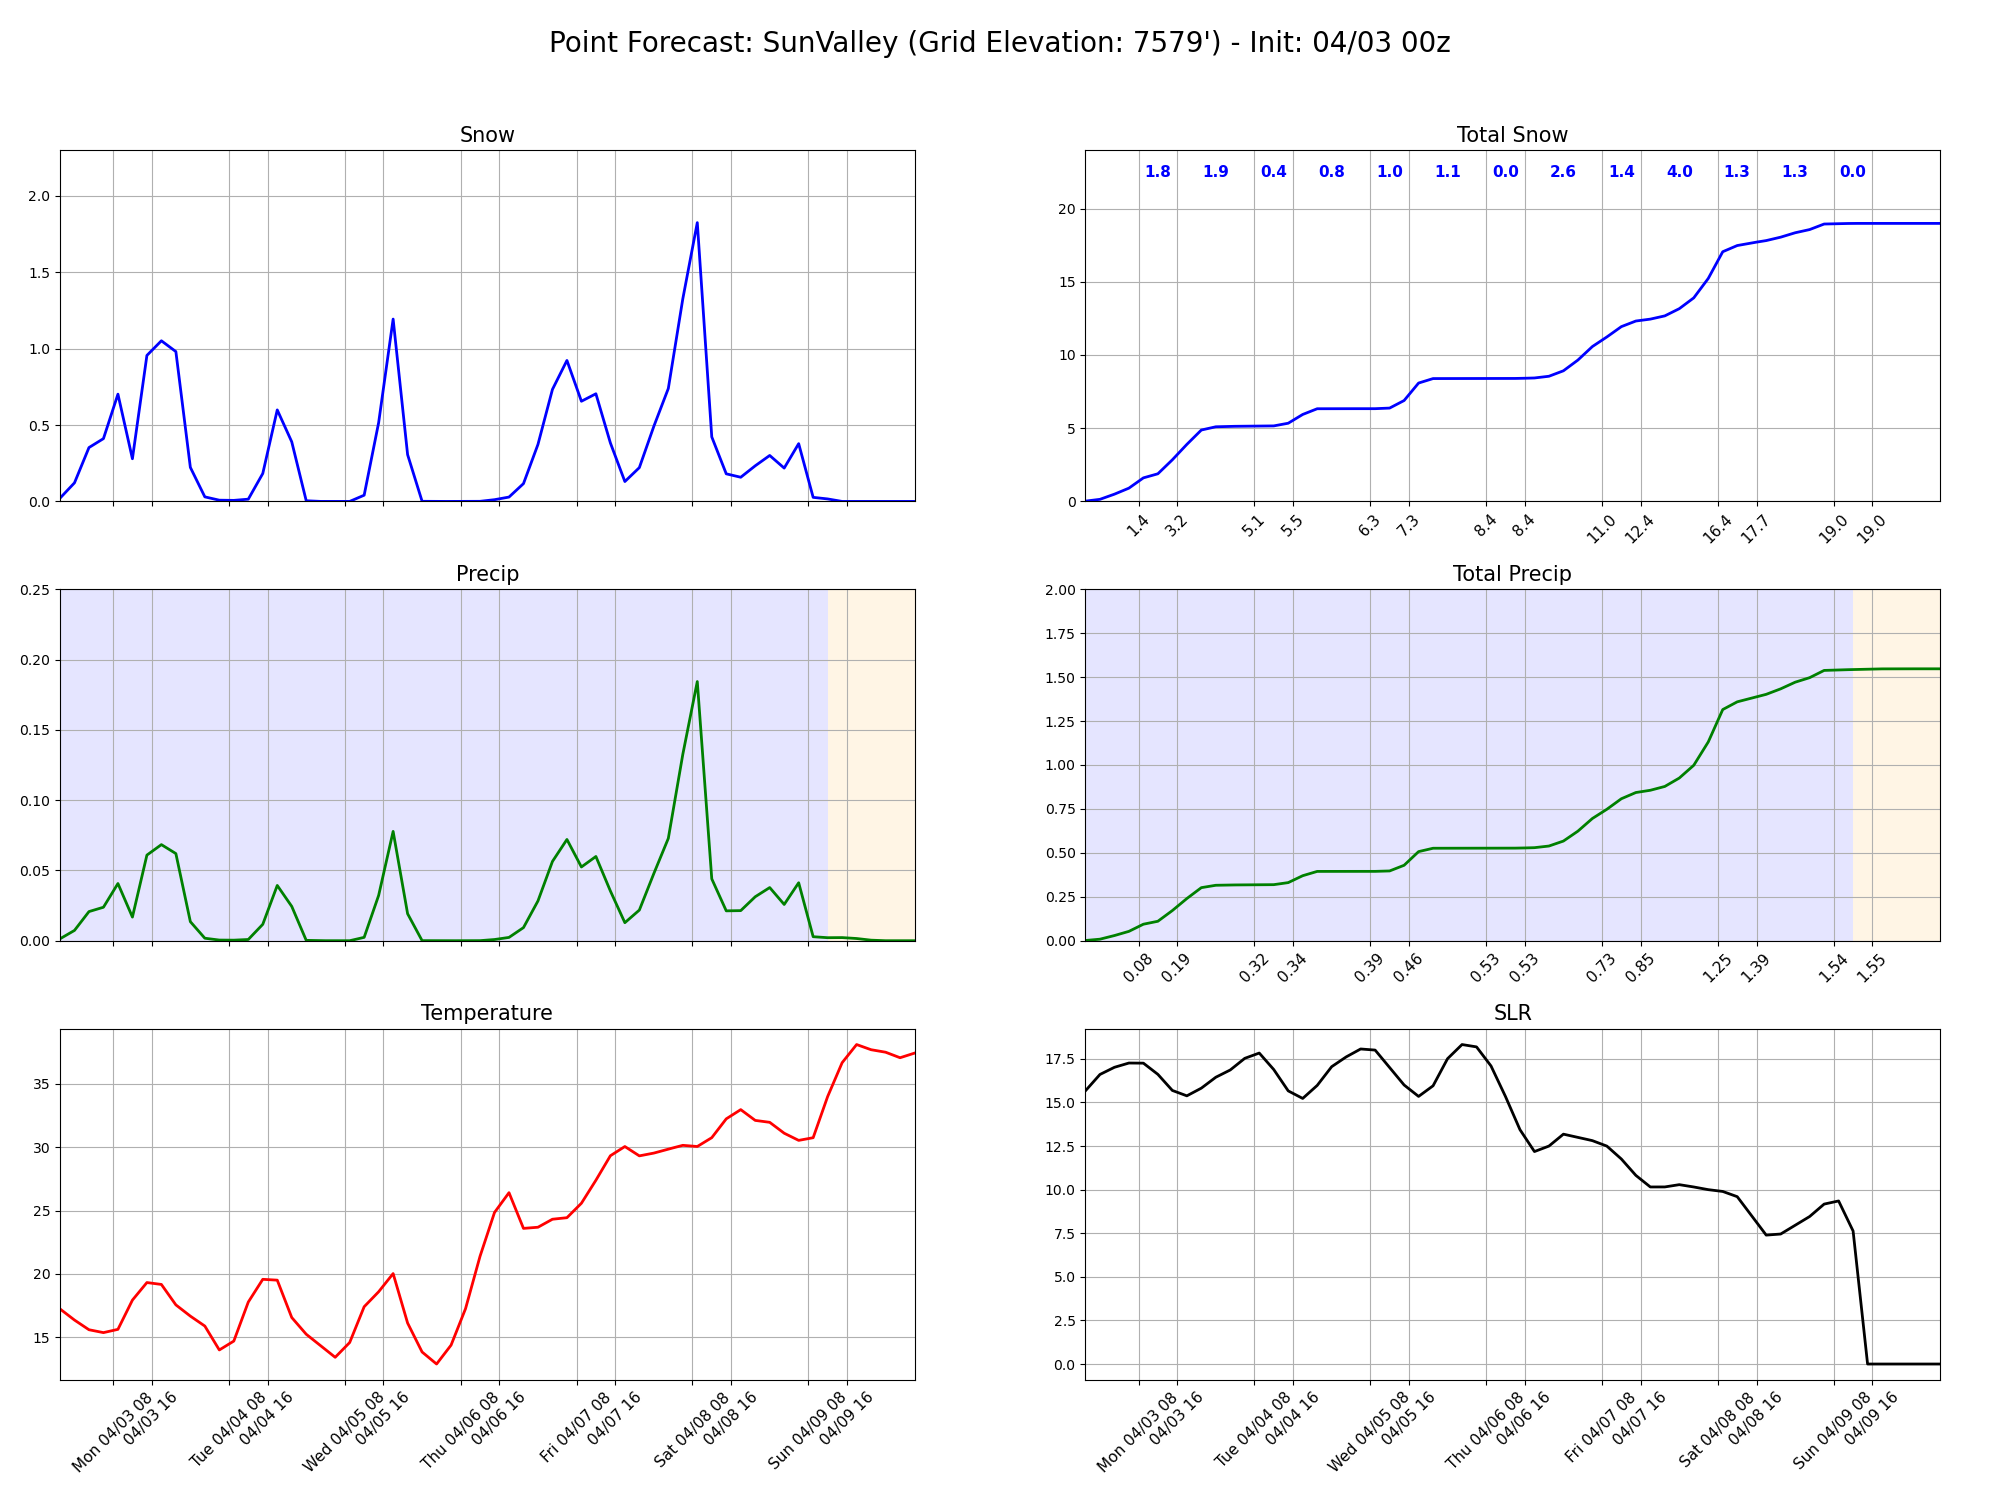 Point Forecast: SunValley (Grid Elevation: 7579') - Init: 04/03 00z
Snow
2.0
1.5
1.0
0.5
0.0
Total Snow
1.8 1.9 0.4 0.8 1.0 1.1 0.0 2.6 1.4 4.0 1.3 1.3 0.0
20
15
10
5
0
1.4 3.2 5.1 5.5 6.3 7.3 8.4 8.4 11.0 12.4 16.4 17.7 19.0 19.0
Precip
0.25
0.20
0.15
0.10
0.05
0.00
Total Precip
2.00
1.75
1.50
1.25
1.00
0.75
0.50
0.25
0.00
0.08 0.19 0.32 0.34 0.39 0.46 0.53 0.53 0.73 0.85 1.25 1.39 1.54 1.55
Temperature
35
30
25
20
15
Mon 04/03 08
04/03 16
Tue 04/04 08
04/04 16
Wed 04/05 08
04/05 16
Thu 04/06 08
04/06 16
Fri 04/07 08
04/07 16
Sat 04/08 08
04/08 16
Sun 04/09 08
04/09 16
SLR
17.5
15.0
12.5
10.0
7.5
5.0
2.5
0.0
Mon 04/03 08
04/03 16
Tue 04/04 08
04/04 16
Wed 04/05 08
04/05 16
Thu 04/06 08
04/06 16
Fri 04/07 08
04/07 16
Sat 04/08 08
04/08 16
Sun 04/09 08
04/09 16